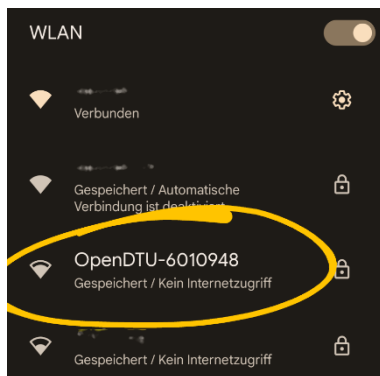 WLAN
Verbunden
Gespeichert / Automatische
Verbindung ist deaktiviert
OpenDTU-6010948
Gespeichert / Kein Internetzugriff
Gespeichert / Kein Internetzugriff